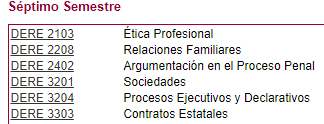 Séptimo Semestre
DERE 2103 Ética Profesional
DERE 2208 Relaciones Familiares
DERE 2402 Argumentación en el Proceso Penal
DERE 3201 Sociedades
DERE 3204 Procesos Ejecutivos y Declarativos
DERE 3303 Contratos Estatales